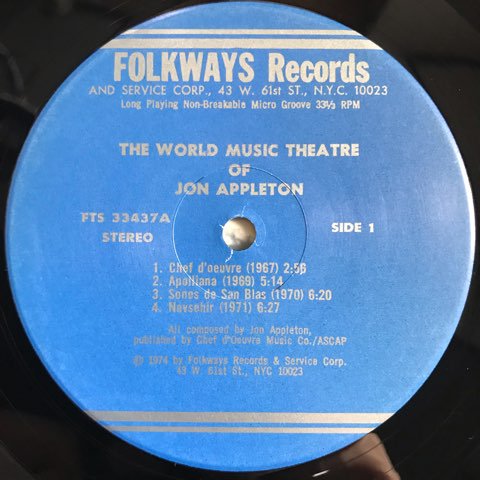 FOLKWAYS Records
AND SERVICE CORP., 43 W. 61st ST., N.Y.C. 10023
Long Playing Non-Breakable Micro Groove 33⅓ RPM
THE WORLD MUSIC THEATRE
OF
JON APPLETON
FTS 33437A
STEREO
SIDE 1
1. Chef d'oeuvre (1967) 2:56
2. Apolliana (1969) 5:14
3. Sones de San Blas (1970) 6:20
4. Nevsehir (1971) 6:27
All composed by Jon Appleton,
published by Chef d'Oeuvre Music Co./ASCAP
© 1974 by Folkways Records & Service Corp.
43 W. 61st St., NYC 10023